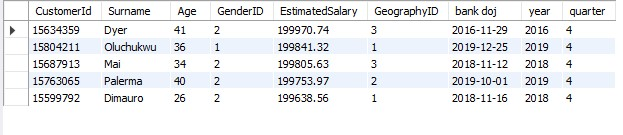 CustomerId Surname Age GenderID EstimatedSalary GeographyID bank doj year quarter
15634359 Dyer 41 2 199970.74 3 2016-11-29 2016 4
15804211 Oluchukwu 36 1 199841.32 1 2019-12-25 2019 4
15687913 Mai 34 2 199805.63 3 2018-11-12 2018 4
15763065 Palerma 40 2 199753.97 2 2019-10-01 2019 4
15599792 Dimauro 26 2 199638.56 1 2018-11-16 2018 4